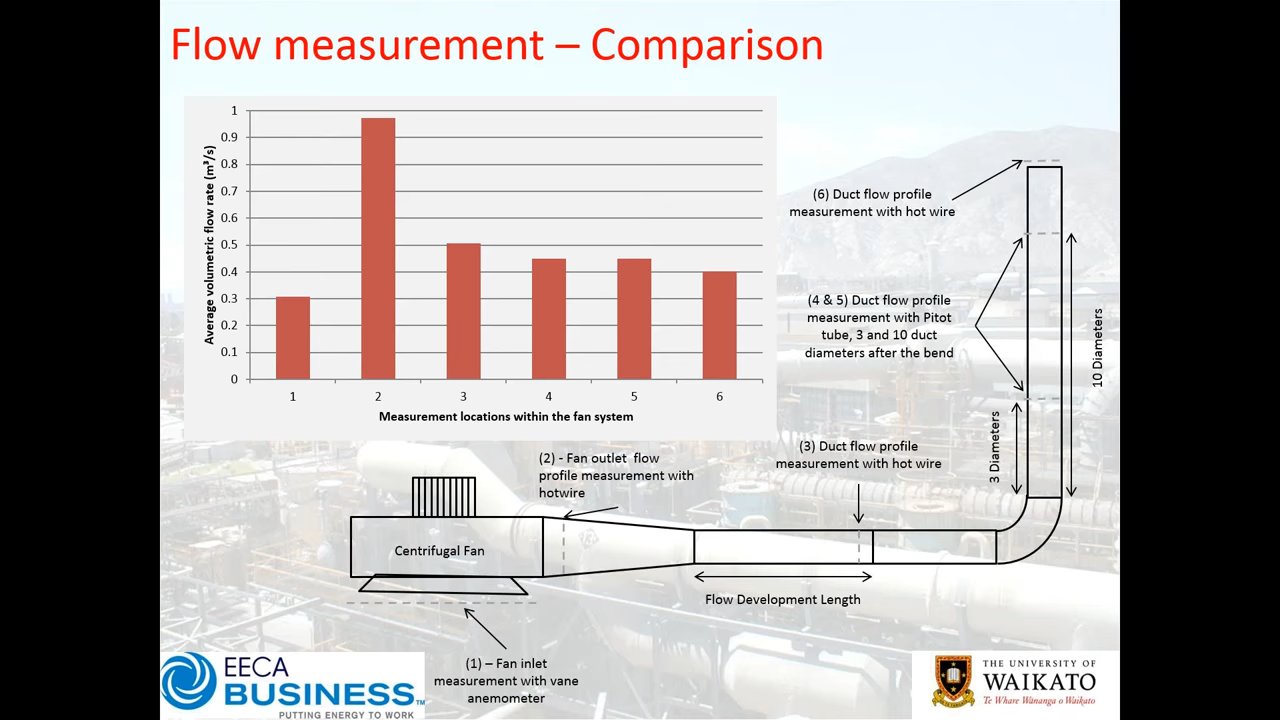 Flow measurement – Comparison
1
0.9
0.8
0.7
0.6
0.5
0.4
0.3
0.2
0.1
0
Average volumetric flow rate (m³/s)
1 2 3 4 5 6
Measurement locations within the fan system
(6) Duct flow profile
measurement with hot wire
(4 & 5) Duct flow profile
measurement with Pitot
tube, 3 and 10 duct
diameters after the bend
10 Diameters
3 Diameters
(3) Duct flow profile
measurement with hot wire
(2) - Fan outlet flow
profile measurement with
hotwire
Centrifugal Fan
Flow Development Length
(1) – Fan inlet
measurement with vane
anemometer
EECA
BUSINESS™
PUTTING ENERGY TO WORK
THE UNIVERSITY OF
WAIKATO
Te Whare Wānanga o Waikato